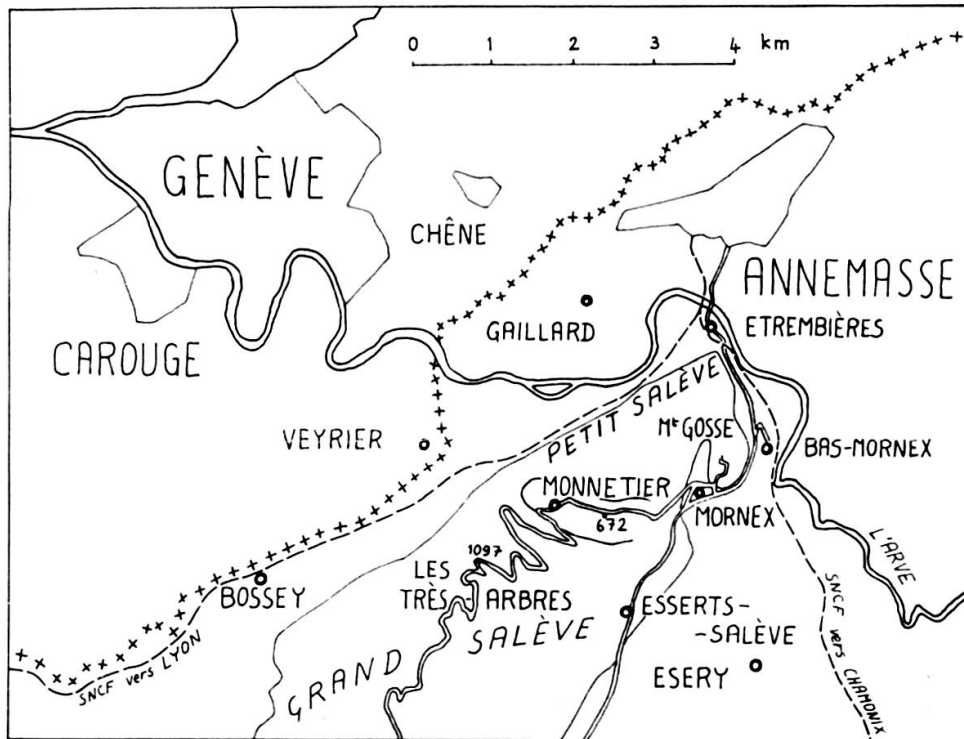 0 1 2 3 4 km
GENÈVE
CHÊNE
ANNEMASSE
GAILLARD
ETREMBIÈRES
CAROUGE
PETIT SALÈVE
Mt GOSSE
VEYRIER
BAS-MORNEX
MONNETIER
MORNEX
672
L'ARVE
1097
LES
TRÈS-ARBRES
BOSSEY
ESSERTS-
-SALÈVE
GRAND SALÈVE
ESERY
SNCF vers LYON
SNCF vers CHAMONIX